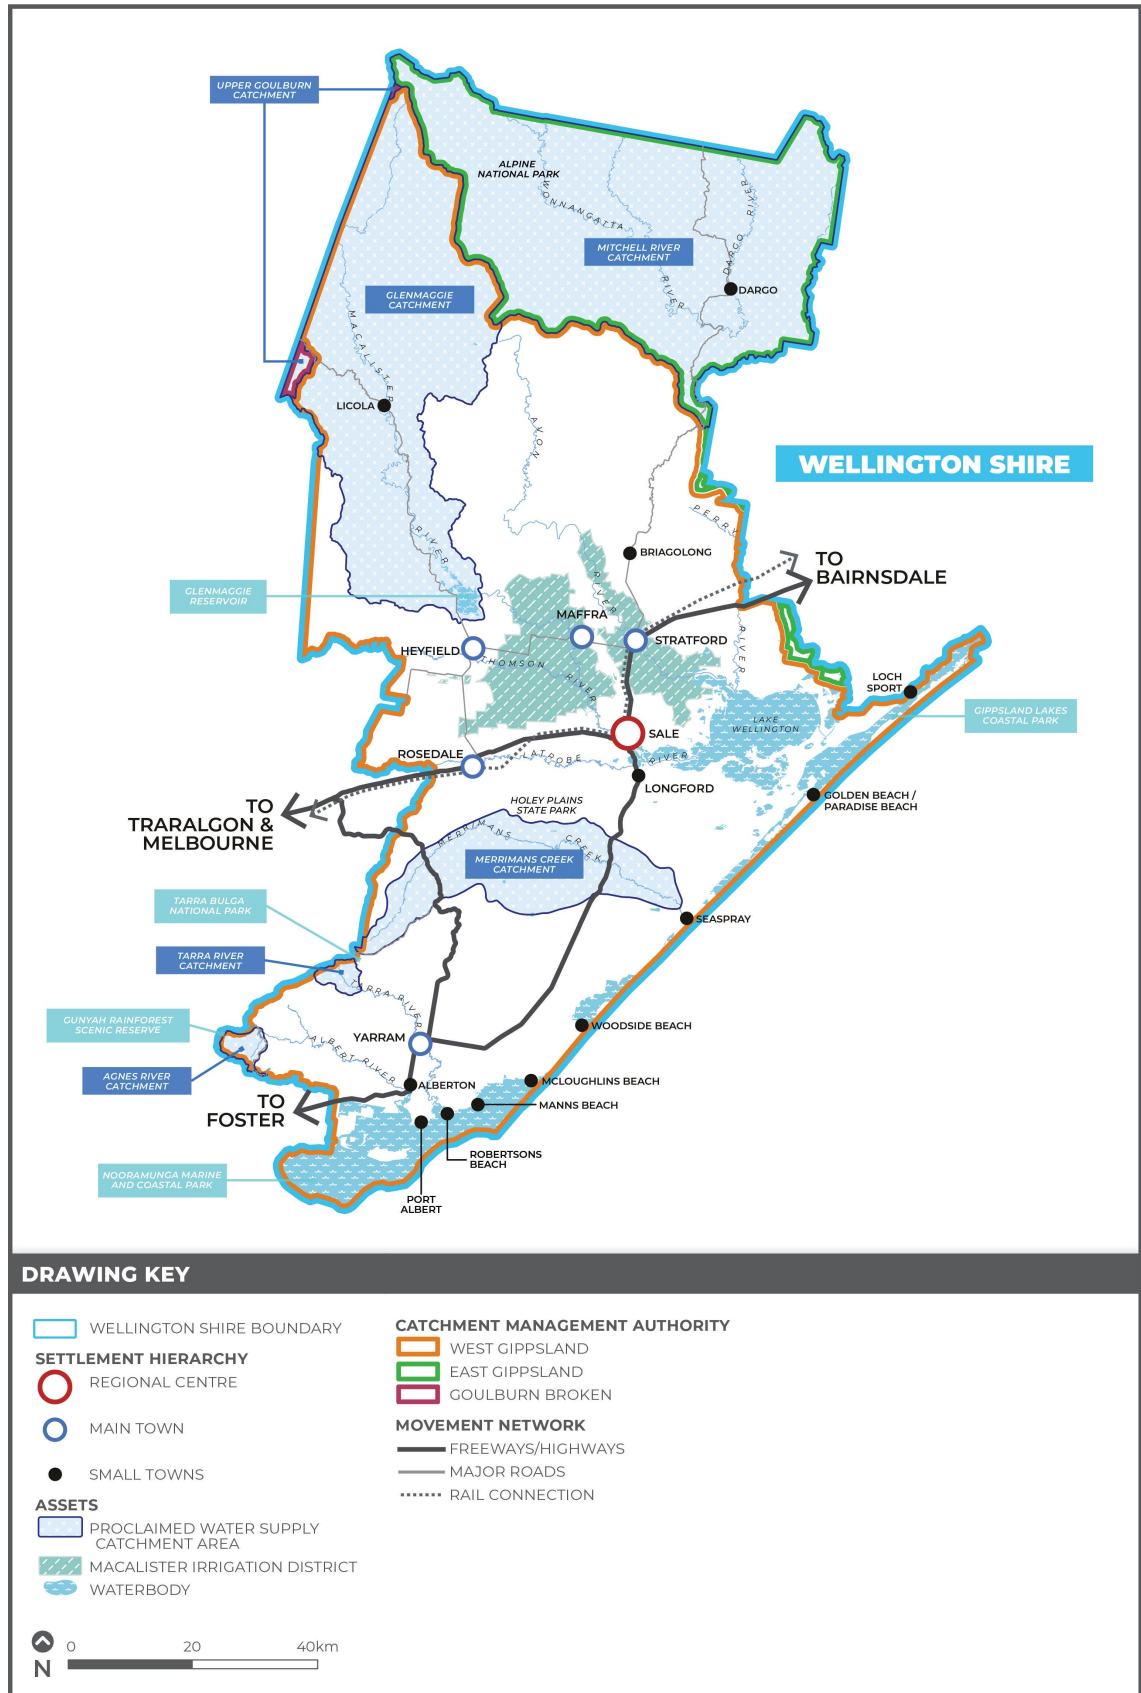 UPPER GOULBURN
CATCHMENT
ALPINE
NATIONAL PARK
WONNANGATTA
RIVER
DARGO RIVER
MITCHELL RIVER
CATCHMENT
DARGO
GLENMAGGIE
CATCHMENT
MACALISTER
RIVER
LICOLA
AVON
RIVER
WELLINGTON SHIRE
PERRY
RIVER
BRIAGOLONG
TO
BAIRNSDALE
GLENMAGGIE
RESERVOIR
MAFFRA
STRATFORD
HEYFIELD
THOMSON
RIVER
LOCH
SPORT
GIPPSLAND LAKES
COASTAL PARK
LAKE
WELLINGTON
SALE
ROSEDALE
LATROBE
RIVER
LONGFORD
GOLDEN BEACH /
PARADISE BEACH
TO
TRARALGON &
MELBOURNE
HOLEY PLAINS
STATE PARK
MERRIMANS
CREEK
MERRIMANS CREEK
CATCHMENT
TARRA BULGA
NATIONAL PARK
SEASPRAY
TARRA RIVER
CATCHMENT
TARRA RIVER
GUNYAH RAINFOREST
SCENIC RESERVE
WOODSIDE BEACH
YARRAM
ALBERT RIVER
AGNES RIVER
CATCHMENT
ALBERTON
MCLOUGHLINS BEACH
MANNS BEACH
TO
FOSTER
ROBERTSONS
BEACH
NOORAMUNGA MARINE
AND COASTAL PARK
PORT
ALBERT
DRAWING KEY
WELLINGTON SHIRE BOUNDARY
SETTLEMENT HIERARCHY
REGIONAL CENTRE
MAIN TOWN
SMALL TOWNS
ASSETS
PROCLAIMED WATER SUPPLY
CATCHMENT AREA
MACALISTER IRRIGATION DISTRICT
WATERBODY
CATCHMENT MANAGEMENT AUTHORITY
WEST GIPPSLAND
EAST GIPPSLAND
GOULBURN BROKEN
MOVEMENT NETWORK
FREEWAYS/HIGHWAYS
MAJOR ROADS
RAIL CONNECTION
N
0 20 40km